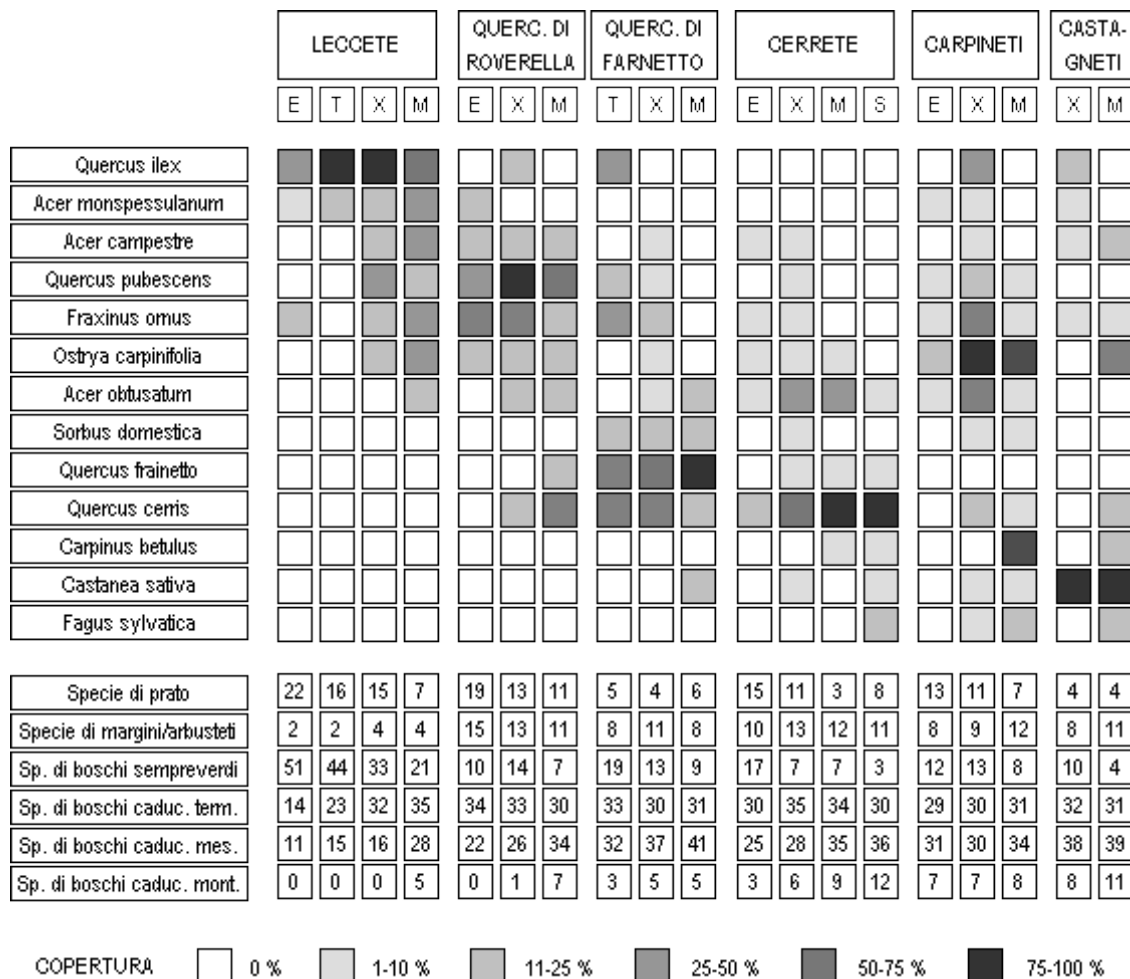 LECCETE
QUERC. DI
ROVERELLA
QUERC. DI
FARNETTO
CERRETE
CARPINETI
CASTA-
GNETI
E T X M E X M T X M E X M S E X M X M
Quercus ilex
Acer monspessulanum
Acer campestre
Quercus pubescens
Fraxinus ornus
Ostrya carpinifolia
Acer obtusatum
Sorbus domestica
Quercus frainetto
Quercus cerris
Carpinus betulus
Castanea sativa
Fagus sylvatica
Specie di prato 22 16 15 7 19 13 11 5 4 6 15 11 3 8 13 11 7 4 4
Specie di margini/arbusteti 2 2 4 4 15 13 11 8 11 8 10 13 12 11 8 9 12 8 11
Sp. di boschi sempreverdi 51 44 33 21 10 14 7 19 13 9 17 7 7 3 12 13 8 10 4
Sp. di boschi caduc. term. 14 23 32 35 34 33 30 33 30 31 30 35 34 30 29 30 31 32 31
Sp. di boschi caduc. mes. 11 15 16 28 22 26 34 32 37 41 25 28 35 36 31 30 34 38 39
Sp. di boschi caduc. mont. 0 0 0 5 0 1 7 3 5 5 3 6 9 12 7 7 8 8 11
COPERTURA 0 % 1-10 % 11-25 % 25-50 % 50-75 % 75-100 %